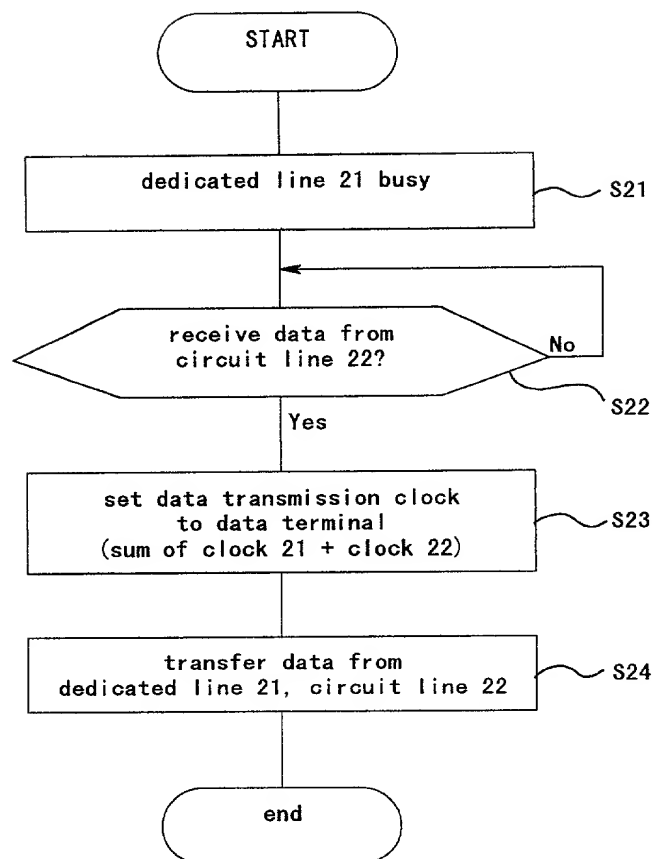 START
dedicated line 21 busy
S21
receive data from
circuit line 22?
No
S22
Yes
set data transmission clock
to data terminal
(sum of clock 21 + clock 22)
S23
transfer data from
dedicated line 21, circuit line 22
S24
end